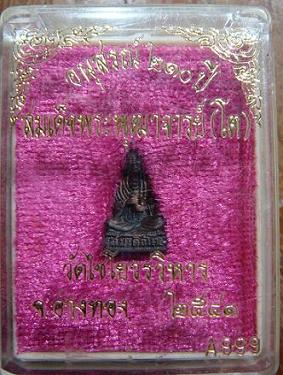 อนุสรณ์ ๒๑๐ ปี
สมเด็จพระพุฒาจารย์(โต)
วัดไชโยวรวิหาร
จ.อ่างทอง ๒๕๔๑
A999